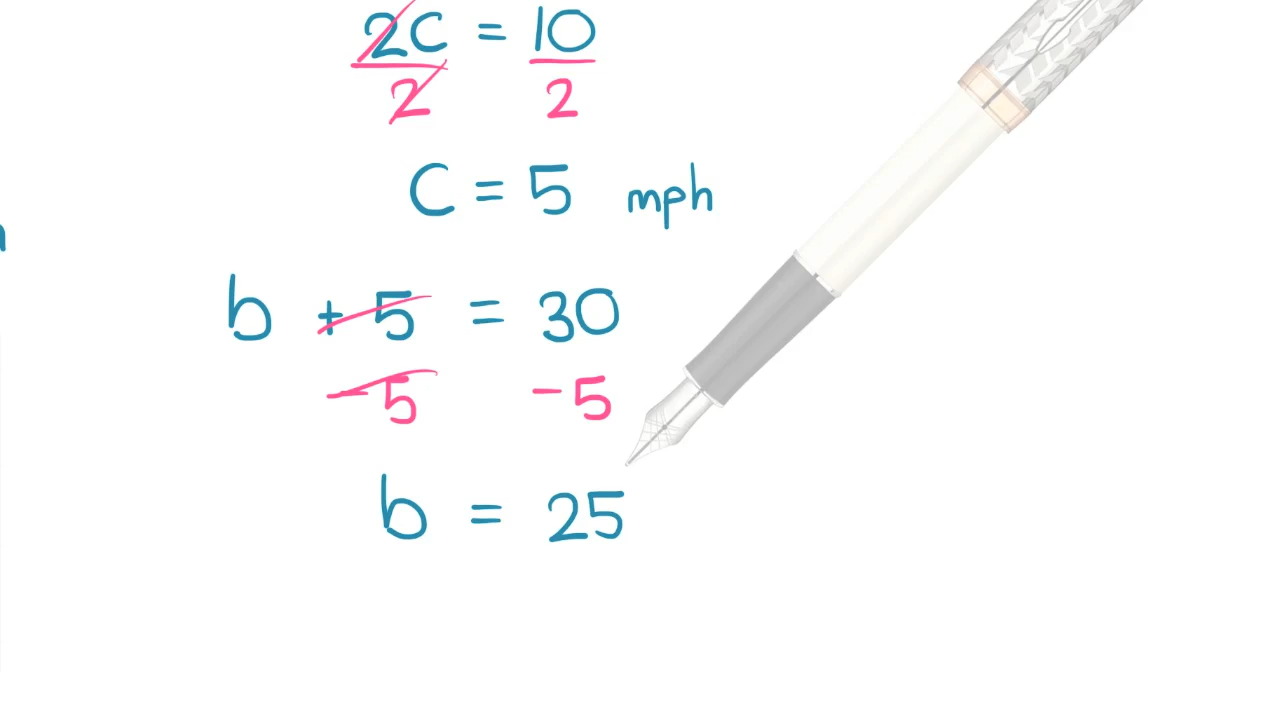 2c = 10
2 2
c = 5 mph
b + 5 = 30
- 5 - 5
b = 25